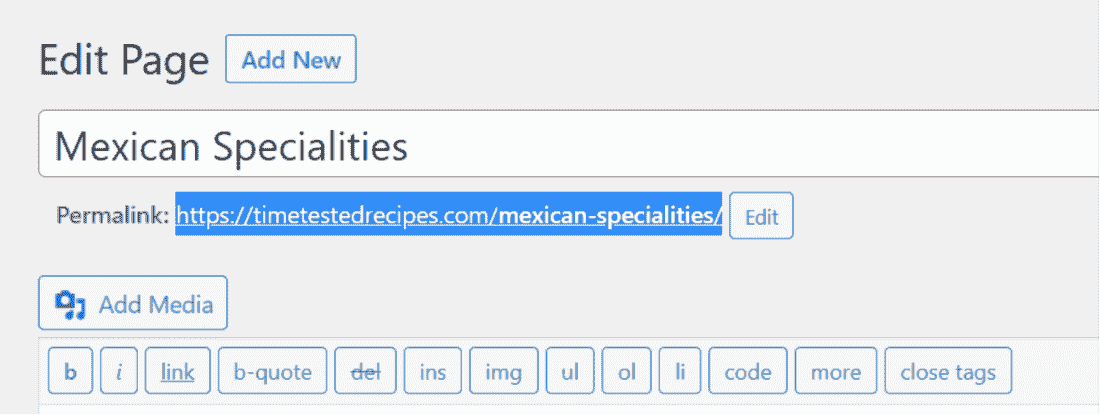 Edit Page Add New
Mexican Specialities
Permalink: https://timetestedrecipes.com/mexican-specialities/ Edit
Add Media
b i link b-quote del ins img ul ol li code more close tags